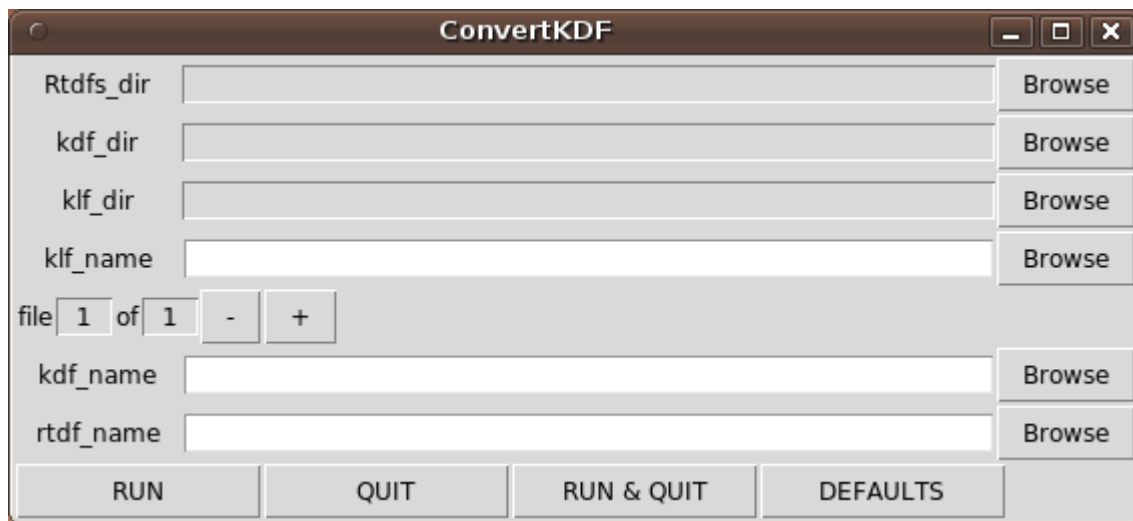 ConvertKDF
Rtdfs_dir Browse
kdf_dir Browse
klf_dir Browse
klf_name Browse
file 1 of 1 - +
kdf_name Browse
rtdf_name Browse
RUN QUIT RUN & QUIT DEFAULTS